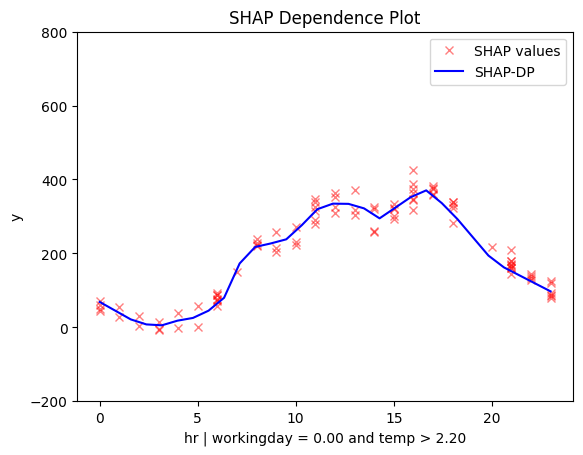 SHAP Dependence Plot
800
600
400
200
0
−200
y
SHAP values
SHAP-DP
0
5
10
15
20
hr | workingday = 0.00 and temp > 2.20